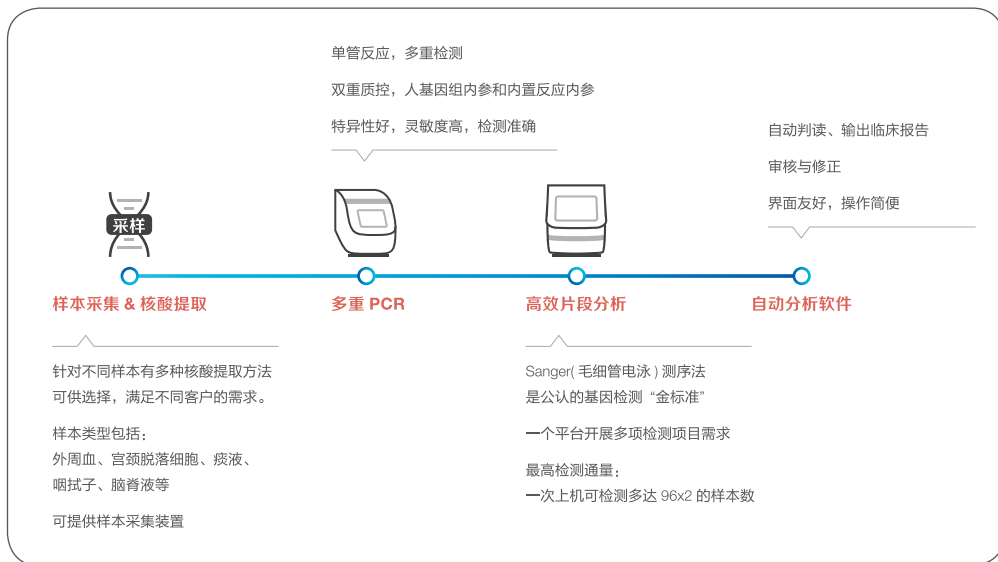 单管反应，多重检测
双重质控，人基因组内参和内置反应内参
特异性好，灵敏度高，检测准确
自动判读、输出临床报告
审核与修正
界面友好，操作简便
采样
样本采集 & 核酸提取
多重 PCR
高效片段分析
自动分析软件
针对不同样本有多种核酸提取方法
可供选择，满足不同客户的需求。
样本类型包括：
外周血、宫颈脱落细胞、痰液、
咽拭子、脑脊液等
可提供样本采集装置
Sanger( 毛细管电泳 ) 测序法
是公认的基因检测 “金标准”
一个平台开展多项检测项目需求
最高检测通量：
一次上机可检测多达 96x2 的样本数